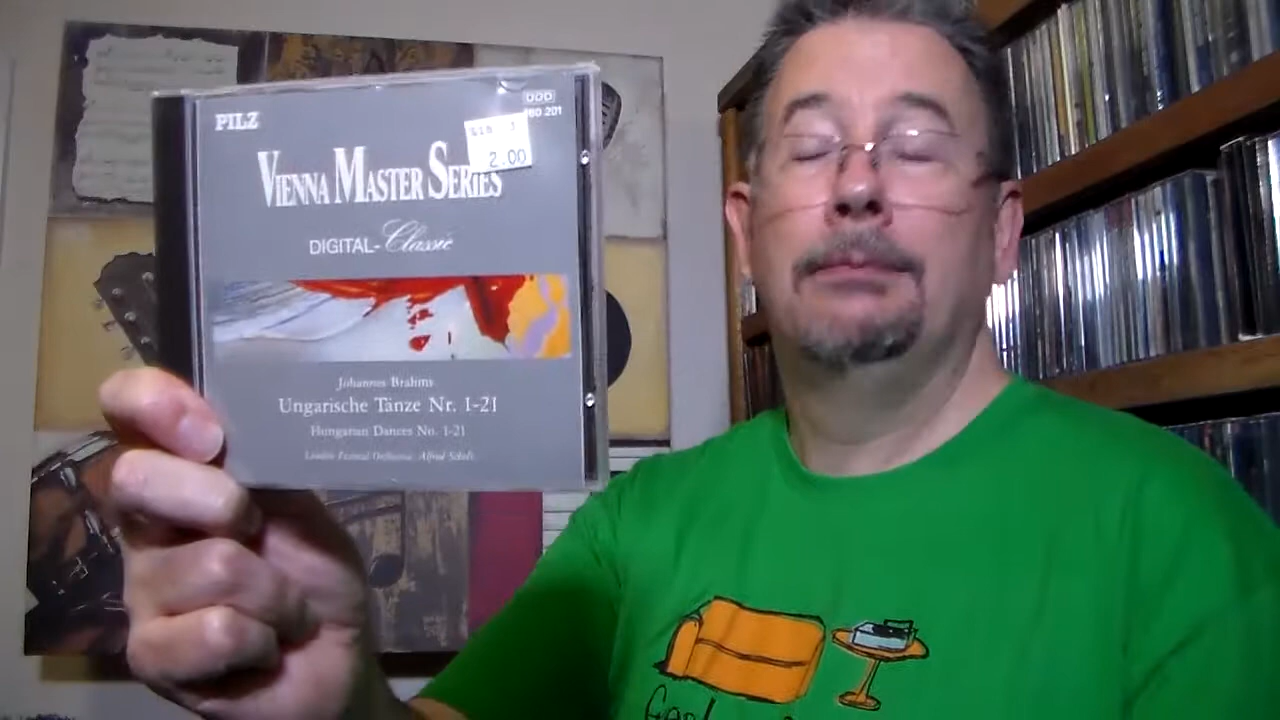 PILZ
DDD
160 201
2.00
VIENNA MASTER SERIES
DIGITAL-Classic
Johannes Brahms
Ungarische Tänze Nr. 1-21
Hungarian Dances No. 1-21
London Festival Orchestra · Alfred Scholz